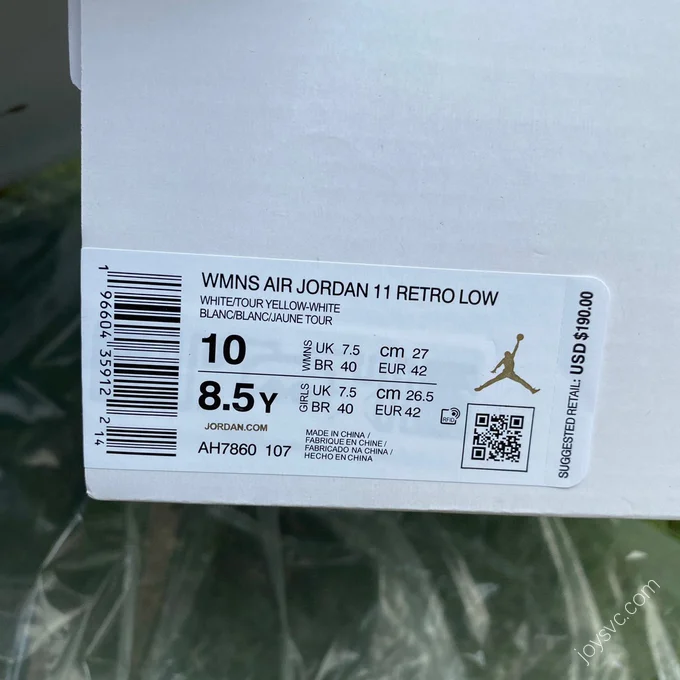 WMNS AIR JORDAN 11 RETRO LOW
WHITE/TOUR YELLOW-WHITE
BLANC/BLANC/JAUNE TOUR
10 WMNS UK 7.5 cm 27
BR 40 EUR 42
8.5Y GIRLS UK 7.5 cm 26.5
BR 40 EUR 42
JORDAN.COM
AH7860 107
MADE IN CHINA /
FABRIQUE EN CHINE /
FABRICADO NA CHINA /
HECHO EN CHINA
RFID
1 96604 35912 2 14
SUGGESTED RETAIL: USD $190.00
joysvc.com